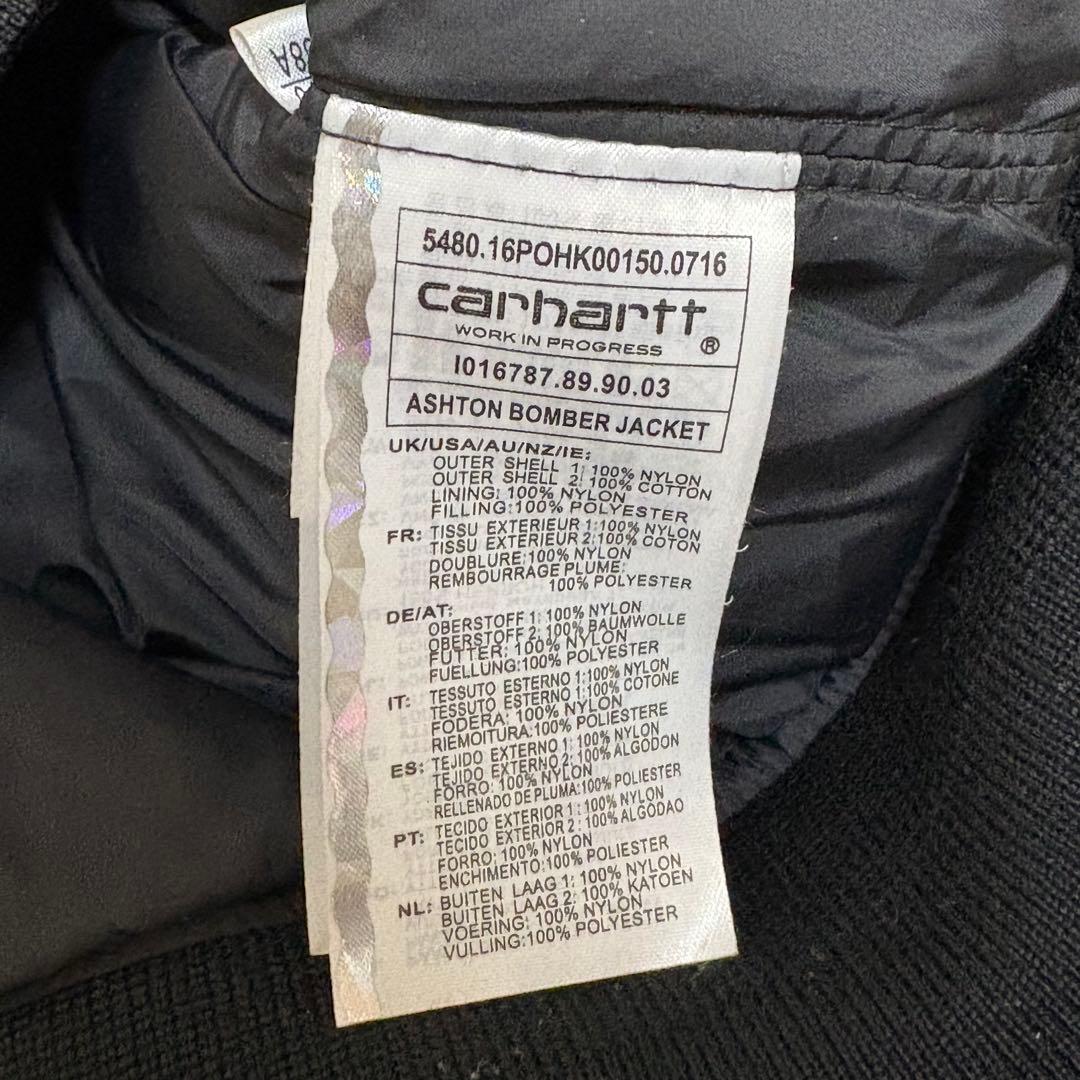 38A
5480.16POHK00150.0716
carhartt
WORK IN PROGRESS ®
I016787.89.90.03
ASHTON BOMBER JACKET
UK/USA/AU/NZ/IE:
OUTER SHELL 1: 100% NYLON
OUTER SHELL 2: 100% COTTON
LINING: 100% NYLON
FILLING: 100% POLYESTER
FR: TISSU EXTERIEUR 1:100% NYLON
TISSU EXTERIEUR 2:100% COTON
DOUBLURE:100% NYLON
REMBOURRAGE PLUME:
100% POLYESTER
DE/AT:
OBERSTOFF 1: 100% NYLON
OBERSTOFF 2: 100% BAUMWOLLE
FUTTER: 100% NYLON
FUELLUNG:100% POLYESTER
IT: TESSUTO ESTERNO 1:100% NYLON
TESSUTO ESTERNO 1:100% COTONE
FODERA: 100% NYLON
RIEMOITURA:100% POLIESTERE
ES: TEJIDO EXTERNO 1: 100% NYLON
TEJIDO EXTERNO 2: 100% ALGODON
FORRO: 100% NYLON
RELLENADO DE PLUMA:100% POLIESTER
PT: TECIDO EXTERIOR 1: 100% NYLON
TECIDO EXTERIOR 2: 100% ALGODAO
FORRO: 100% NYLON
ENCHIMENTO:100% POLIESTER
NL: BUITEN LAAG 1: 100% NYLON
BUITEN LAAG 2: 100% KATOEN
VOERING: 100% NYLON
VULLING:100% POLYESTER